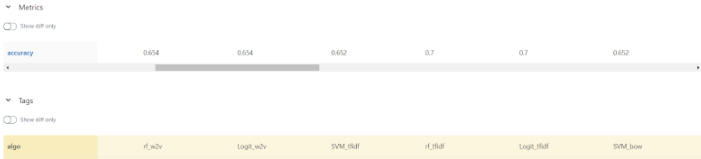 Metrics
Show diff only
accuracy 0.654 0.654 0.652 0.7 0.7 0.652
Tags
Show diff only
algo rf_w2v Logit_w2v SVM_tfidf rf_tfidf Logit_tfidf SVM_bow